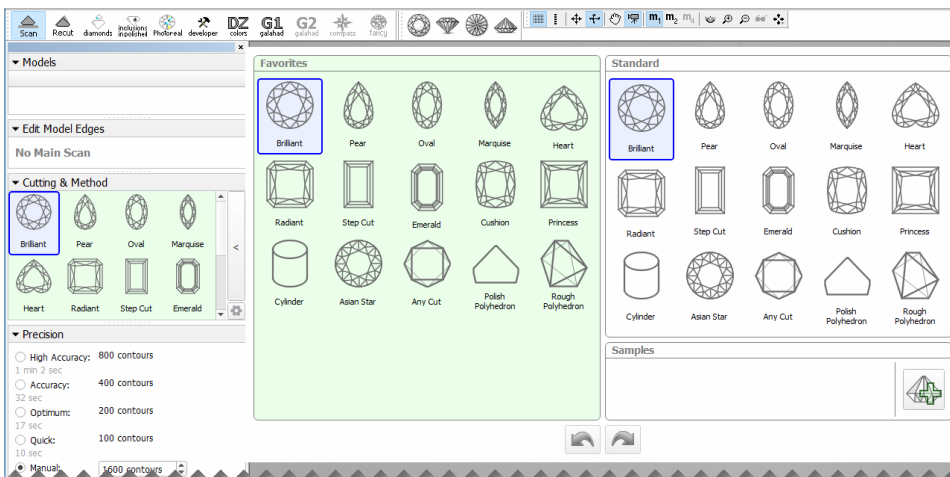 Scan
Recut
diamonds
inclusions
inpolished
Photoreal
developer
DZ
colors
G1
galahad
G2
galahad
compass
fancy
m1
m2
m4
Models
Edit Model Edges
No Main Scan
Cutting & Method
Brilliant
Pear
Oval
Marquise
Heart
Radiant
Step Cut
Emerald
<
Precision
High Accuracy: 800 contours
1 min 2 sec
Accuracy: 400 contours
32 sec
Optimum: 200 contours
17 sec
Quick: 100 contours
10 sec
Manual: 1600 contours
Favorites
Brilliant
Pear
Oval
Marquise
Heart
Radiant
Step Cut
Emerald
Cushion
Princess
Cylinder
Asian Star
Any Cut
Polish
Polyhedron
Rough
Polyhedron
Standard
Brilliant
Pear
Oval
Marquise
Heart
Radiant
Step Cut
Emerald
Cushion
Princess
Cylinder
Asian Star
Any Cut
Polish
Polyhedron
Rough
Polyhedron
Samples